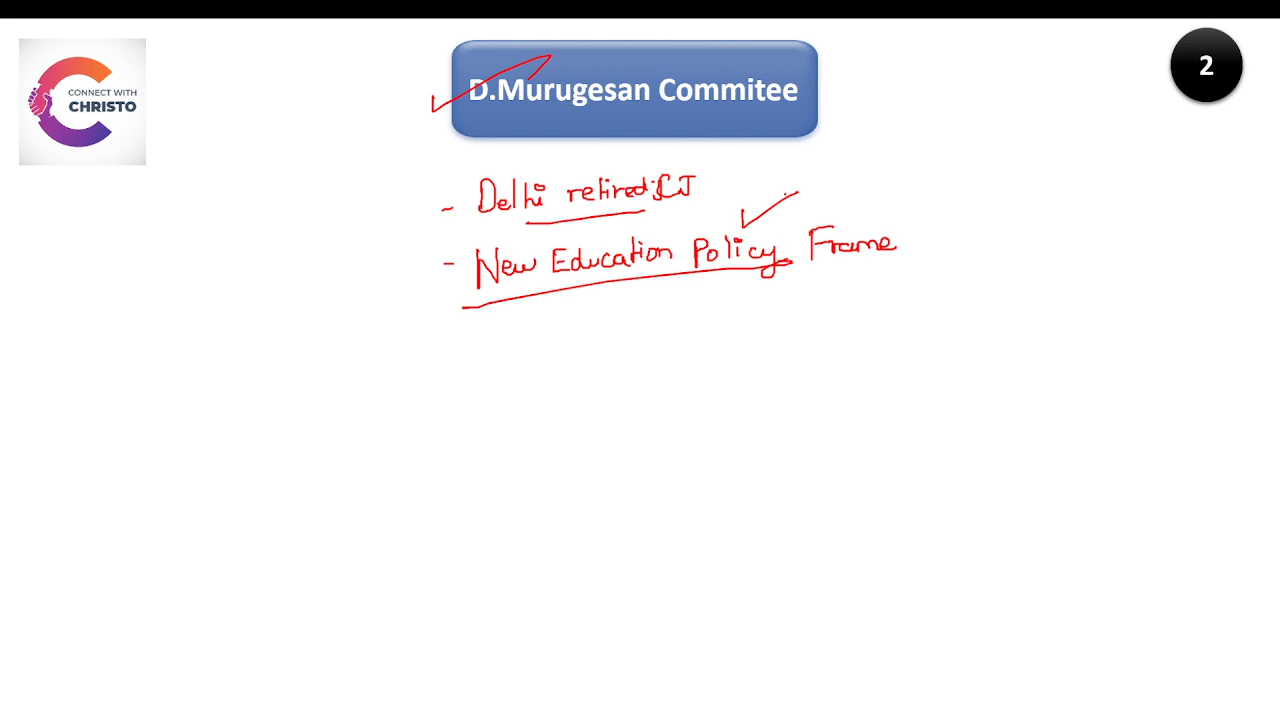 CONNECT WITH
CHRISTO
D.Murugesan Commitee
2
- Delhi retired CJ
- New Education Policy Frame